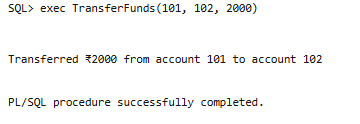 SQL> exec TransferFunds(101, 102, 2000)
Transferred ₹2000 from account 101 to account 102
PL/SQL procedure successfully completed.